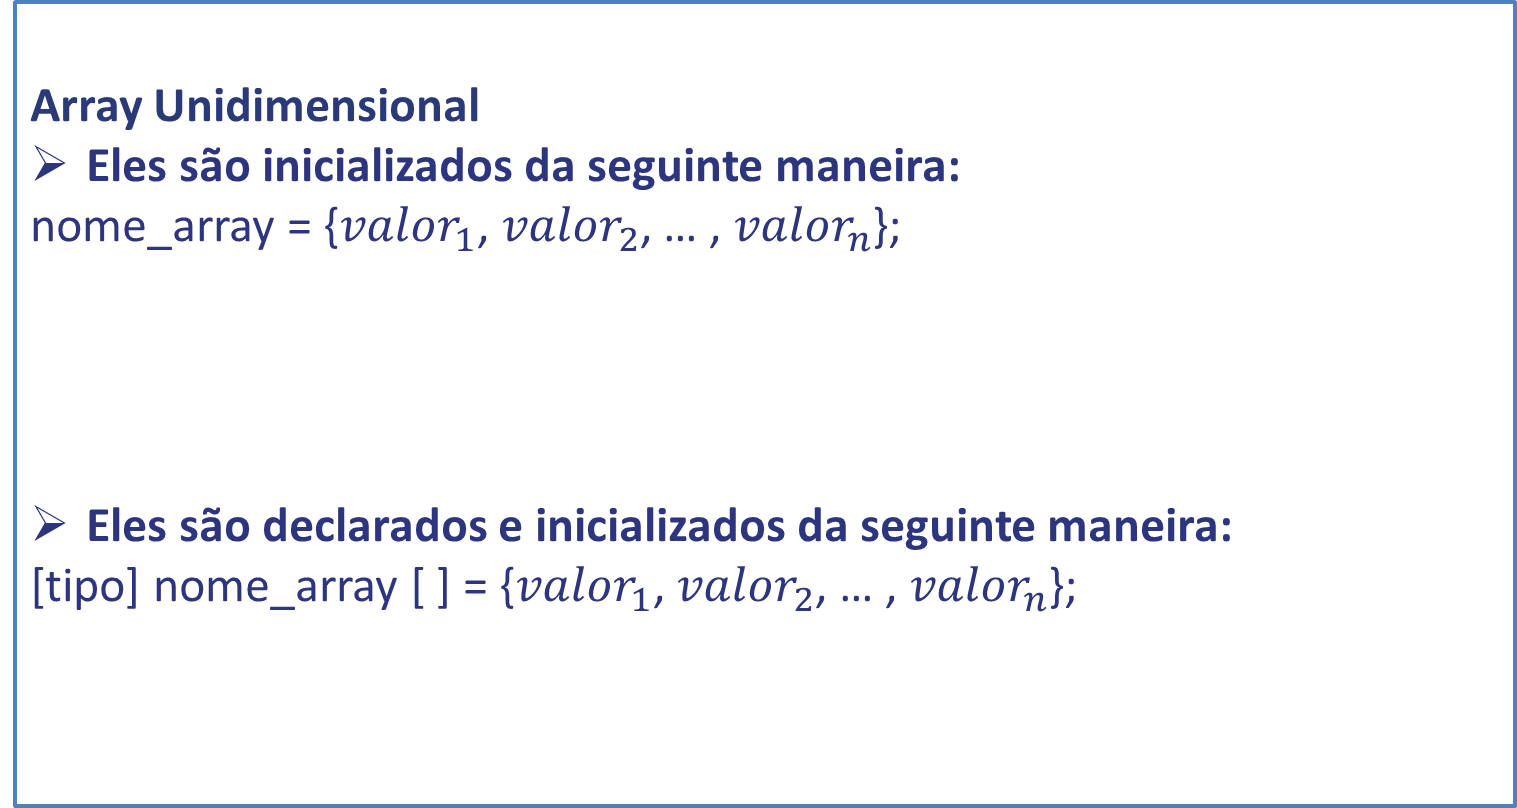 Array Unidimensional
➢ Eles são inicializados da seguinte maneira:
nome_array = {valor₁, valor₂, … , valorₙ};
➢ Eles são declarados e inicializados da seguinte maneira:
[tipo] nome_array [ ] = {valor₁, valor₂, … , valorₙ};